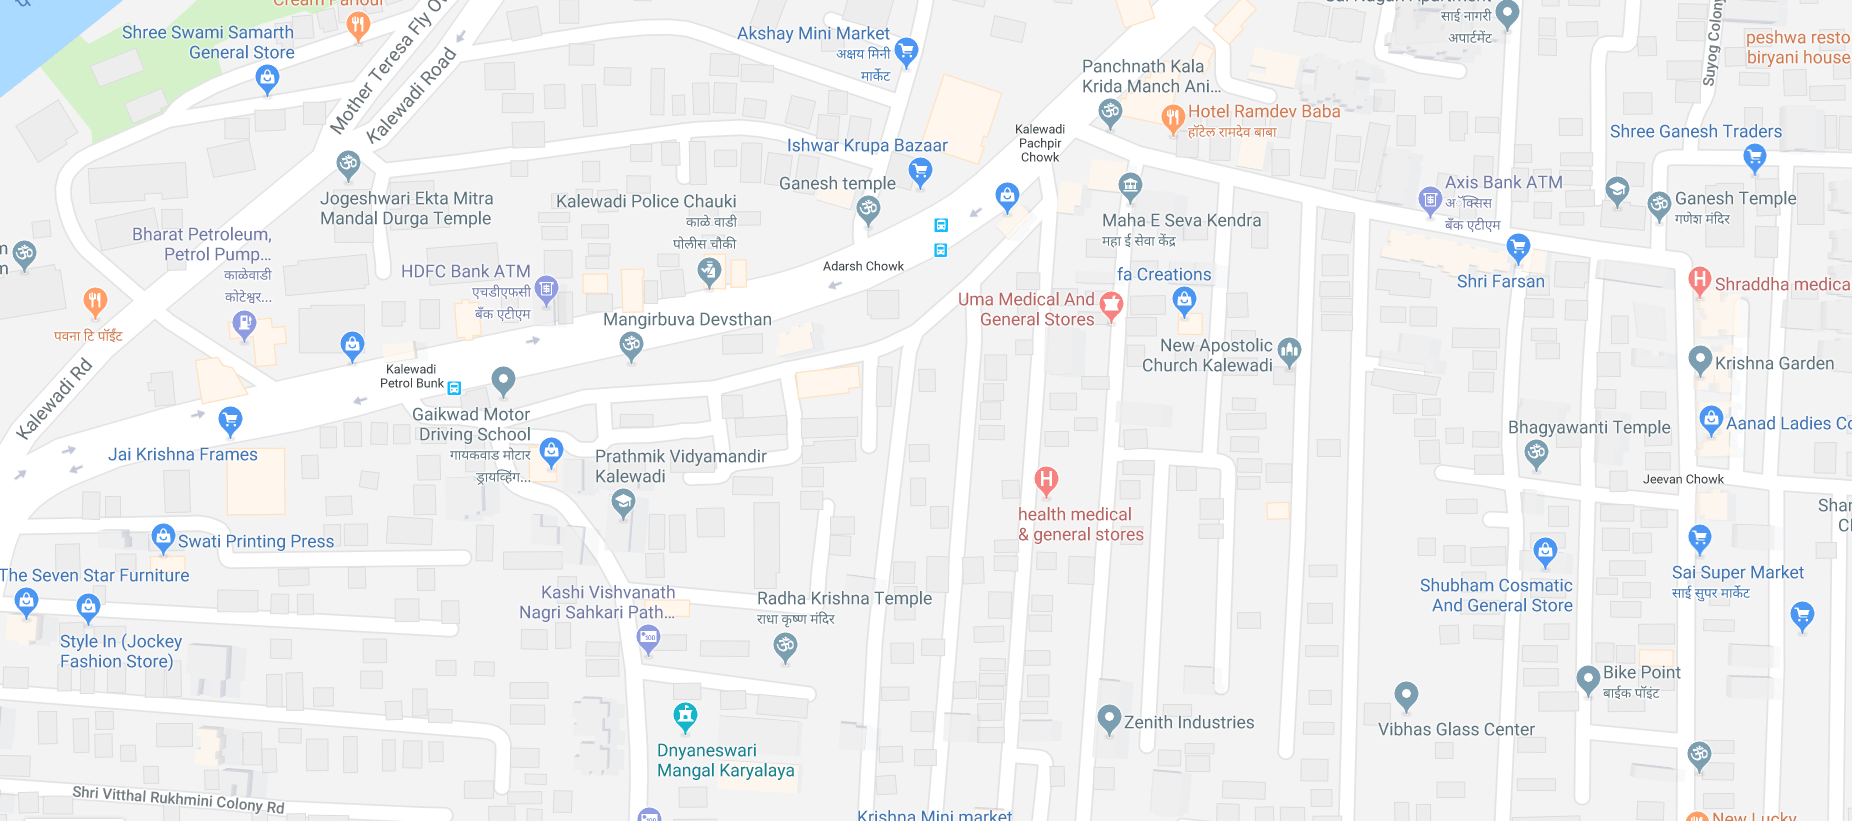 Cream Parlour
Shree Swami Samarth
General Store
Mother Teresa Fly Ov
Kalewadi Road
Akshay Mini Market
अक्षय मिनी
मार्केट
Panchnath Kala
Krida Manch Ani...
Sai Nagari Apartment
साई नागरी
अपार्टमेंट
Suyog Colony
peshwa resto
biryani house
Hotel Ramdev Baba
हॉटेल रामदेव बाबा
Kalewadi
Pachpir
Chowk
Shree Ganesh Traders
Ishwar Krupa Bazaar
Ganesh temple
Jogeshwari Ekta Mitra
Mandal Durga Temple
Kalewadi Police Chauki
काळे वाडी
पोलीस चौकी
Axis Bank ATM
अ‍ॅक्सिस
बँक एटीएम
Ganesh Temple
गणेश मंदिर
Maha E Seva Kendra
महा ई सेवा केंद्र
Bharat Petroleum,
Petrol Pump...
काळेवाडी
कोटेश्वर...
m
m
HDFC Bank ATM
एचडीएफसी
बँक एटीएम
Adarsh Chowk
fa Creations
Shri Farsan
Shraddha medica
Uma Medical And
General Stores
Mangirbuva Devsthan
पवना टि पॉईंट
New Apostolic
Church Kalewadi
Krishna Garden
Kalewadi
Petrol Bunk
Kalewadi Rd
Gaikwad Motor
Driving School
गायकवाड मोटार
ड्रायव्हिंग...
Jai Krishna Frames
Prathmik Vidyamandir
Kalewadi
Bhagyawanti Temple
Aanad Ladies Co
Jeevan Chowk
Shar
Cl
health medical
& general stores
Swati Printing Press
The Seven Star Furniture
Style In (Jockey
Fashion Store)
Kashi Vishvanath
Nagri Sahkari Path...
Radha Krishna Temple
राधा कृष्ण मंदिर
Shubham Cosmatic
And General Store
Sai Super Market
साई सुपर मार्केट
Bike Point
बाईक पॉइंट
Zenith Industries
Vibhas Glass Center
Dnyaneswari
Mangal Karyalaya
Shri Vitthal Rukhmini Colony Rd
Krishna Mini market
New Lucky